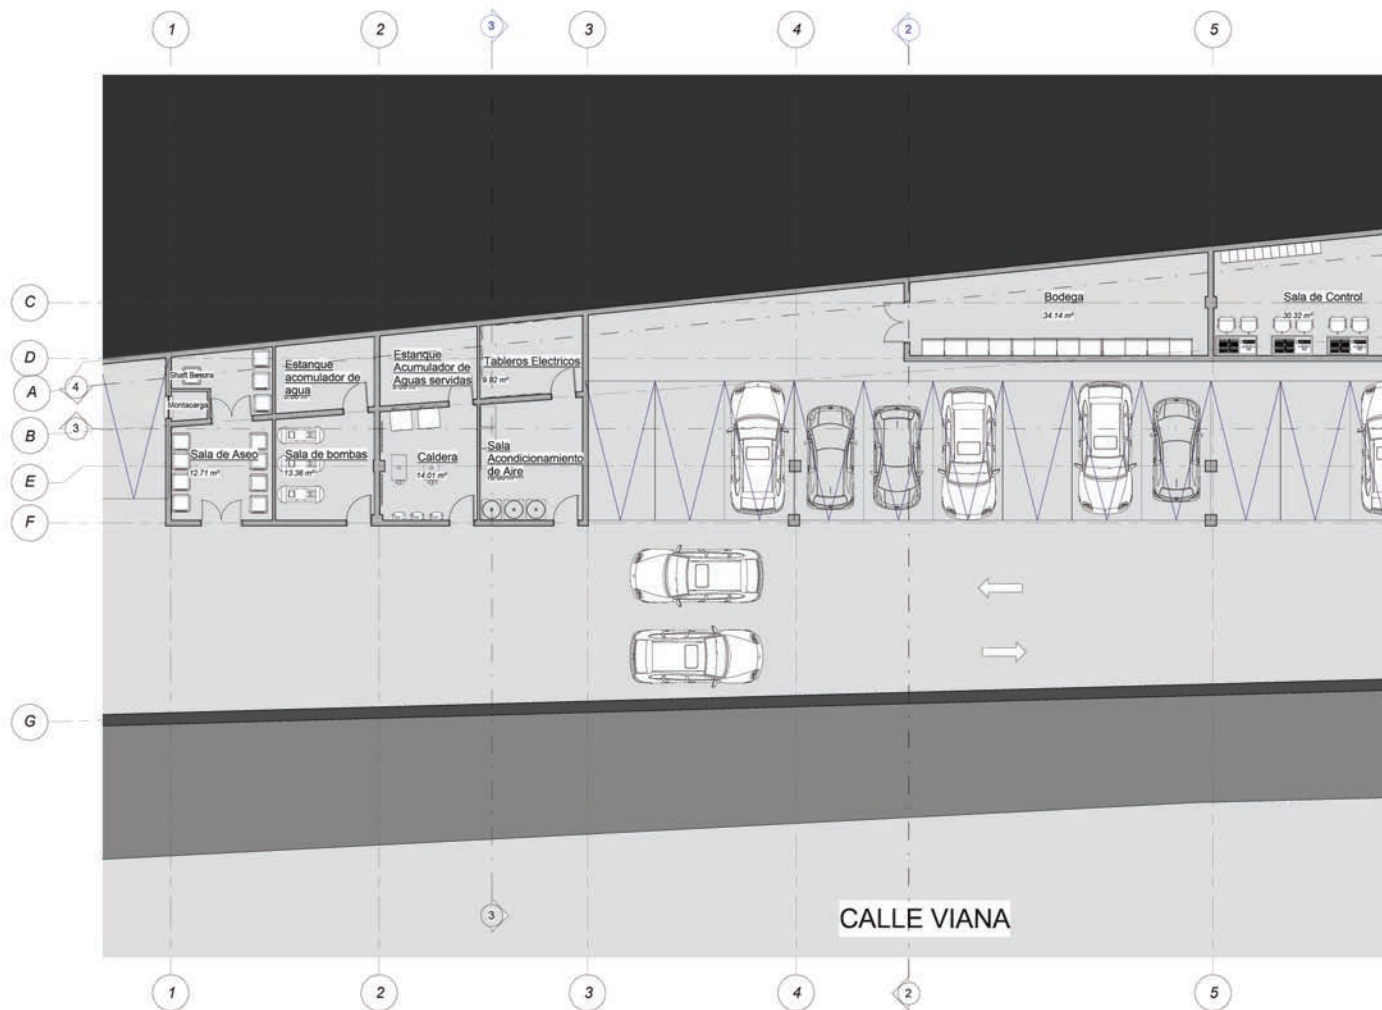 1 2 3 3 4 2 5
C
D
A
4
B
3
E
F
G
Bodega
34.14 m²
Sala de Control
30.32 m²
Shaft Basura
Montacarga
Estanque
acomulador de
agua
Estanque
Acumulador de
Aguas servidas
Tableros Electricos
9.92 m²
Sala de Aseo
12.71 m²
Sala de bombas
13.36 m²
Caldera
14.01 m²
Sala
Acondicionamiento
de Aire
CALLE VIANA
3
1 2 3 4 2 5